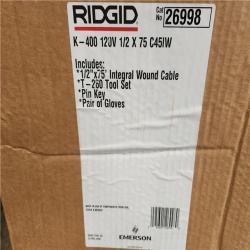 RIDGID
Cat No 26998
K-400 120V 1/2 X 75 C45IW
Includes:
*1/2"x75' Integral Wound Cable
*T-260 Tool Set
*Pin Key
*Pair of Gloves
EMERSON